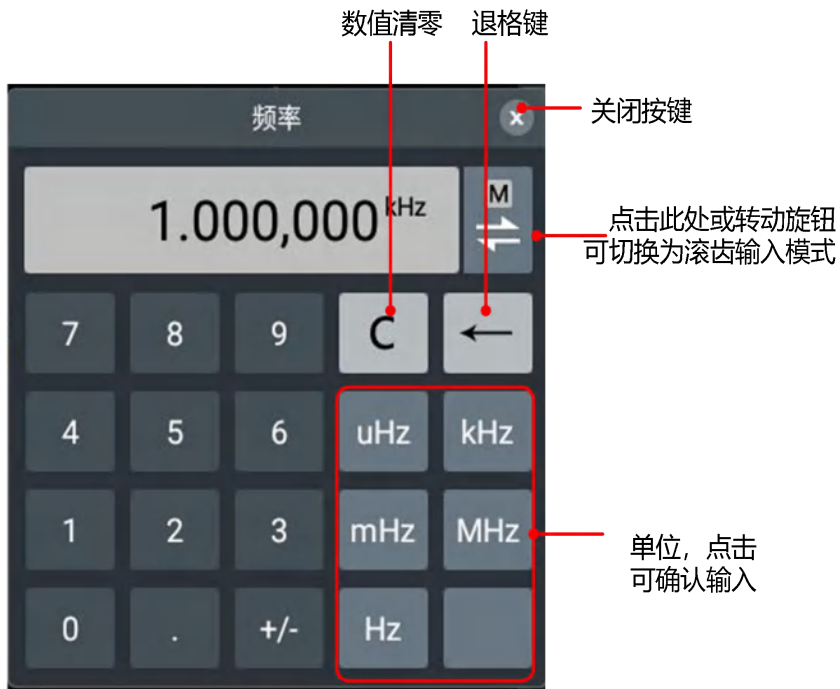 数值清零 退格键
频率 x 关闭按键
1.000,000 kHz M
点击此处或转动旋钮
可切换为滚齿输入模式
7 8 9 C ←
4 5 6 uHz kHz
1 2 3 mHz MHz
单位，点击
可确认输入
0 . +/- Hz